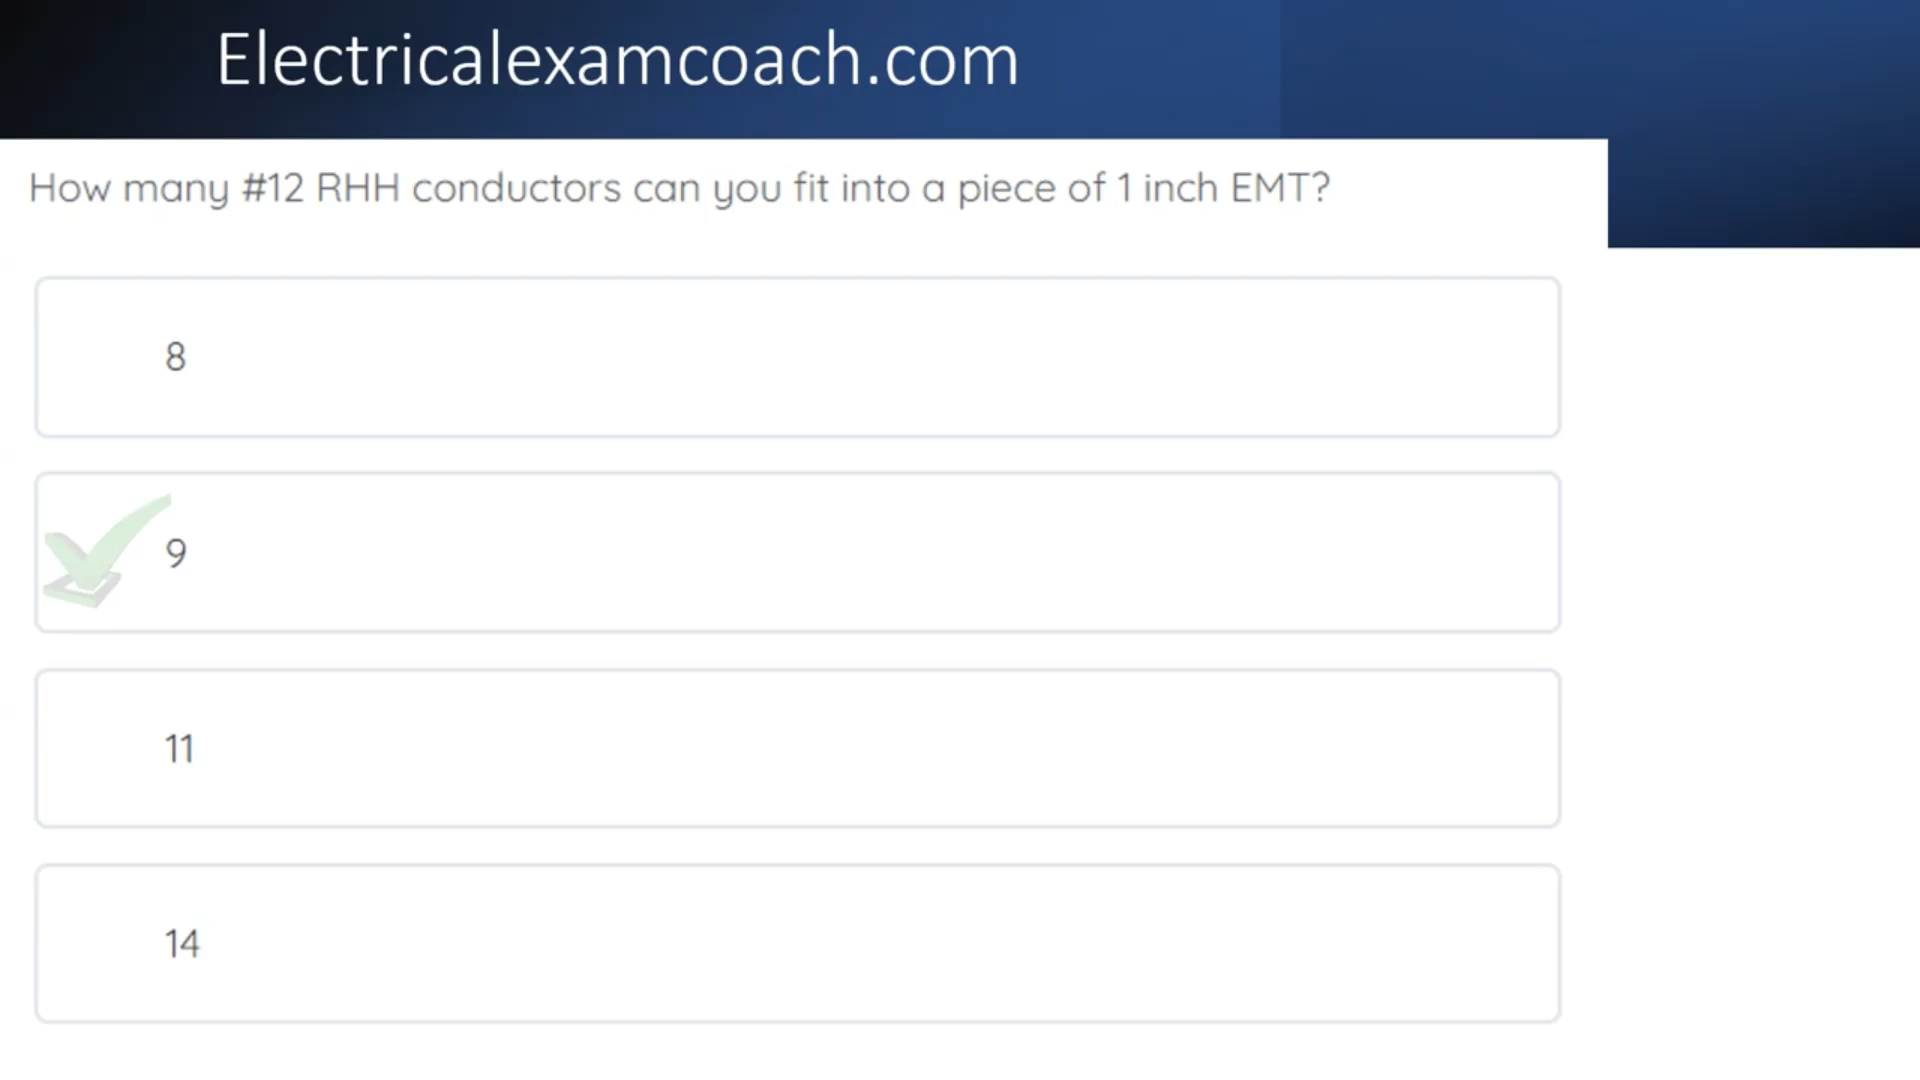 Electricalexamcoach.com
How many #12 RHH conductors can you fit into a piece of 1 inch EMT?
8
9
11
14